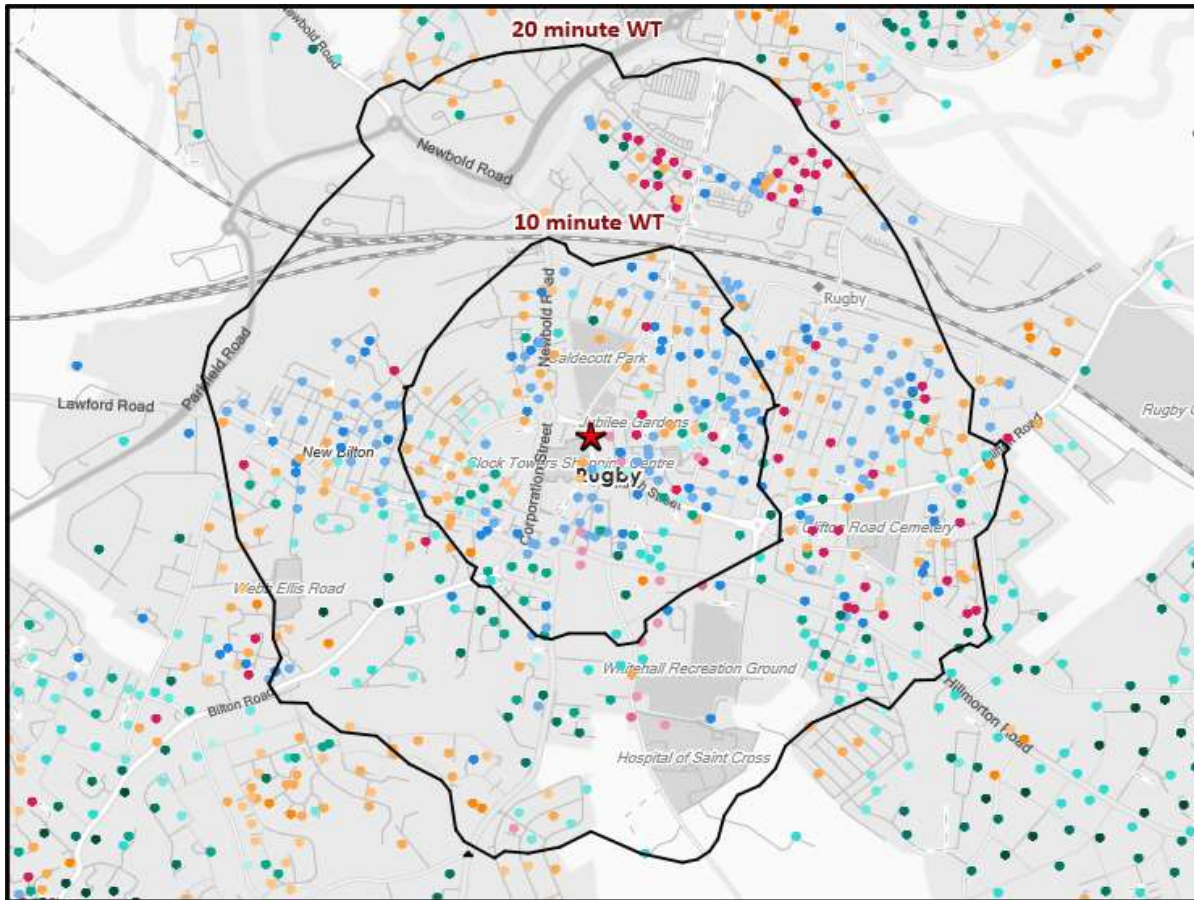 20 minute WT
Newbold Road
Newbold Road
10 minute WT
Rugby
Newbold Road
Caldecott Park
Parkfield Road
Lawford Road
Jubilee Gardens
New Bilton
Clock Towers Shopping Centre
Rugby
Corporation Street
Clifton Road Cemetery
Webb Ellis Road
Whitehall Recreation Ground
Bilton Road
Hillmorton Road
Hospital of Saint Cross